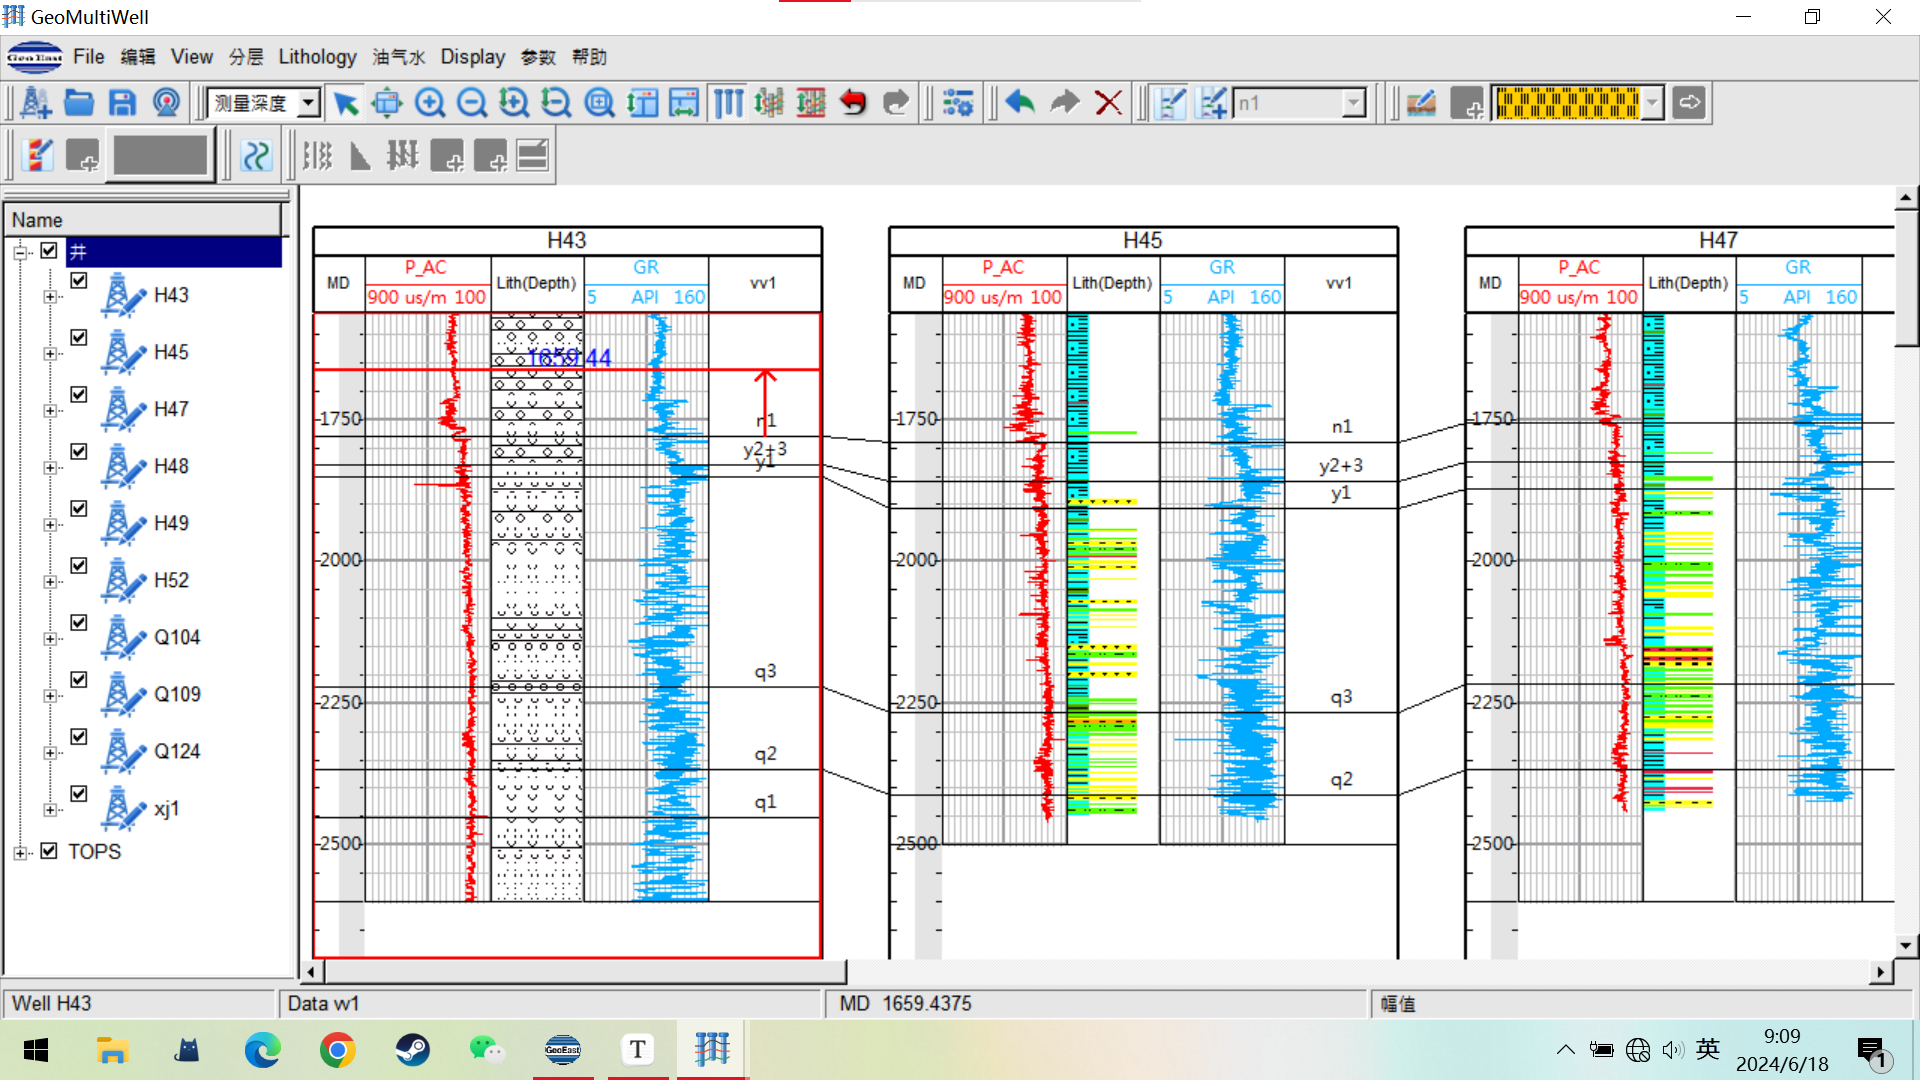 GeoMultiWell
Geo East File 编辑 View 分层 Lithology 油气水 Display 参数 帮助
测量深度 n1
Name
井
H43
H45
H47
H48
H49
H52
Q104
Q109
Q124
xj1
TOPS
H43
MD P_AC Lith(Depth) GR vv1
900 us/m 100 5 API 160
1659.44
1750
n1
y2+3
y1
2000
q3
2250
q2
q1
2500
H45
MD P_AC Lith(Depth) GR vv1
900 us/m 100 5 API 160
1750
n1
y2+3
y1
2000
q3
2250
q2
2500
H47
MD P_AC Lith(Depth) GR
900 us/m 100 5 API 160
1750
2000
2250
2500
Well H43 Data vv1 MD 1659.4375 幅值
GeoEast T 英 9:09
2024/6/18 1